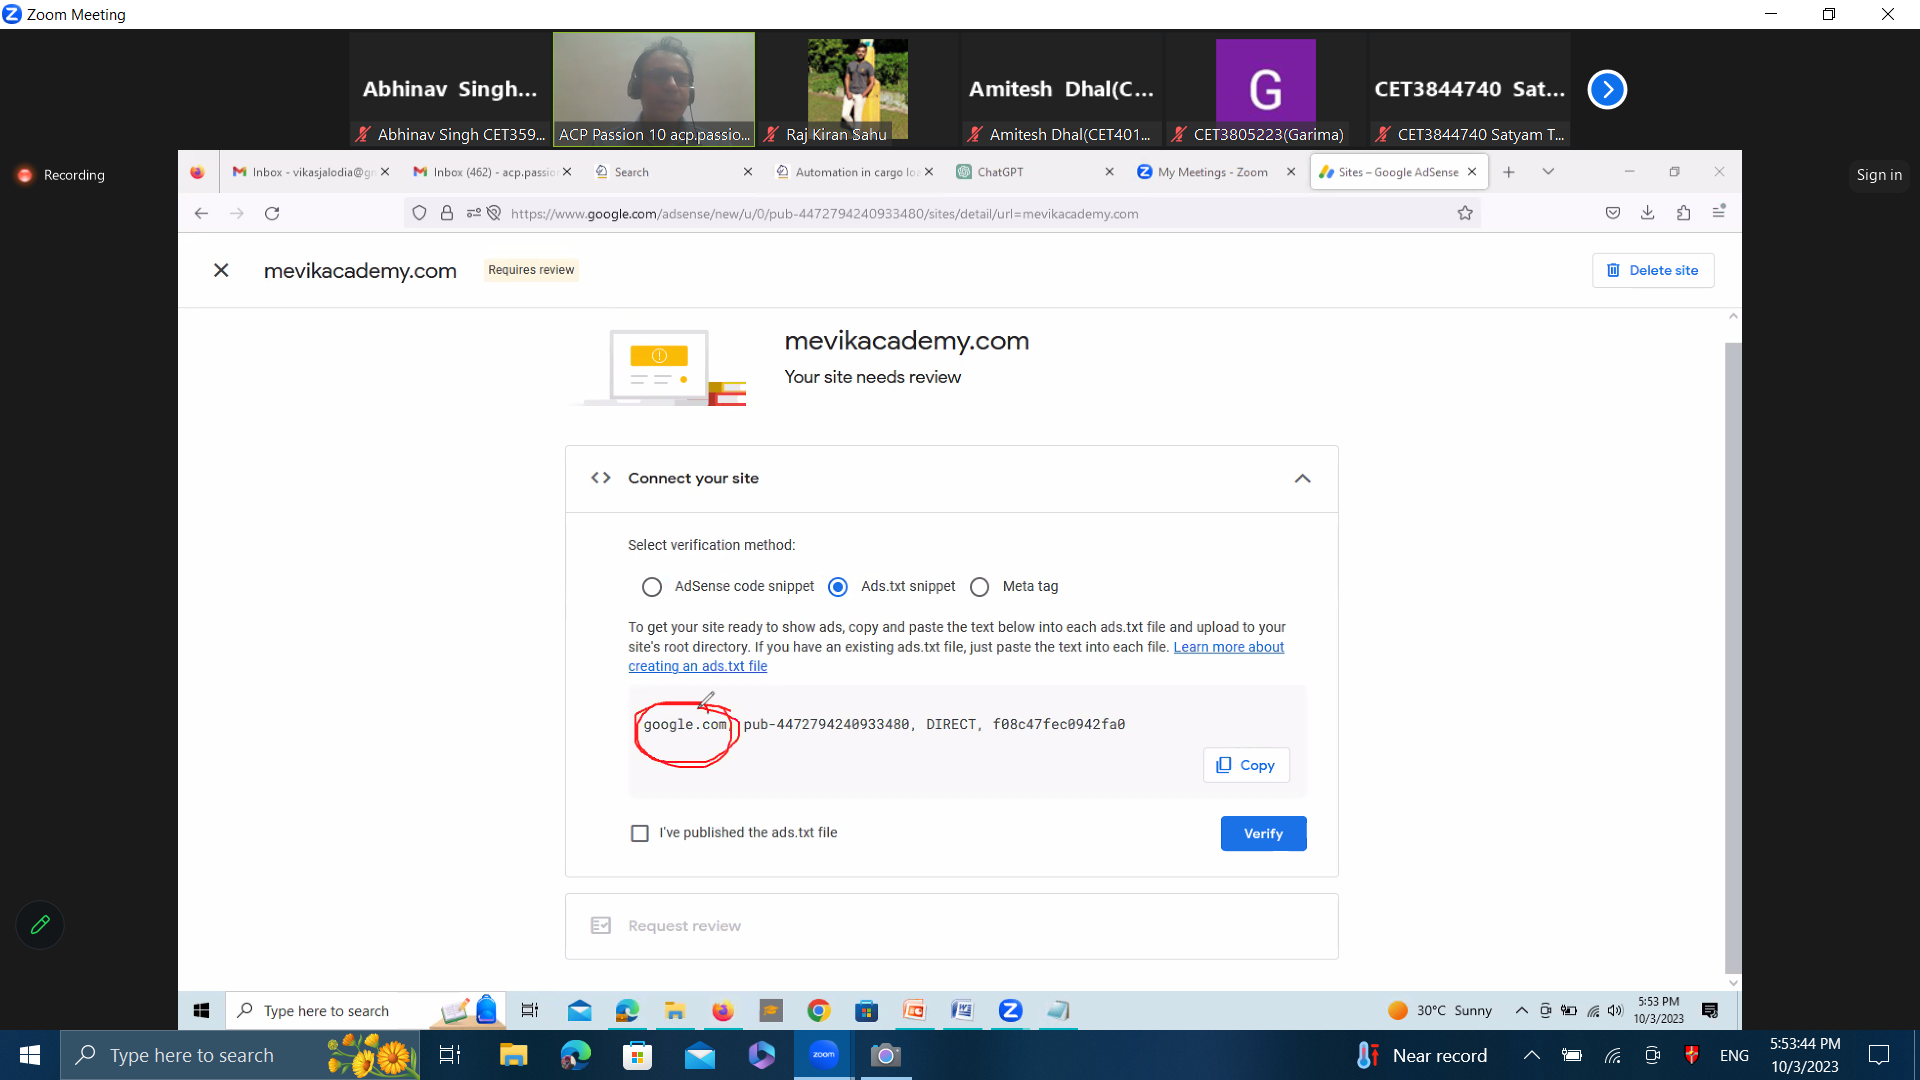 Zoom Meeting
Abhinav Singh...
Amitesh Dhal(C...
G
CET3844740 Sat...
Abhinav Singh CET359...
ACP Passion 10 acp.passio...
Raj Kiran Sahu
Amitesh Dhal(CET401...
CET3805223(Garima)
CET3844740 Satyam T...
Recording
Sign in
Inbox - vikasjalodia@gm
Inbox (462) - acp.passion
Search
Automation in cargo loa
ChatGPT
My Meetings - Zoom
Sites – Google AdSense
https://www.google.com/adsense/new/u/0/pub-4472794240933480/sites/detail/url=mevikacademy.com
mevikacademy.com
Requires review
Delete site
mevikacademy.com
Your site needs review
Connect your site
Select verification method:
AdSense code snippet
Ads.txt snippet
Meta tag
To get your site ready to show ads, copy and paste the text below into each ads.txt file and upload to your
site's root directory. If you have an existing ads.txt file, just paste the text into each file. Learn more about
creating an ads.txt file
google.com, pub-4472794240933480, DIRECT, f08c47fec0942fa0
Copy
I've published the ads.txt file
Verify
Request review
Type here to search
30°C Sunny
5:53 PM
10/3/2023
Type here to search
zoom
Near record
ENG
5:53:44 PM
10/3/2023